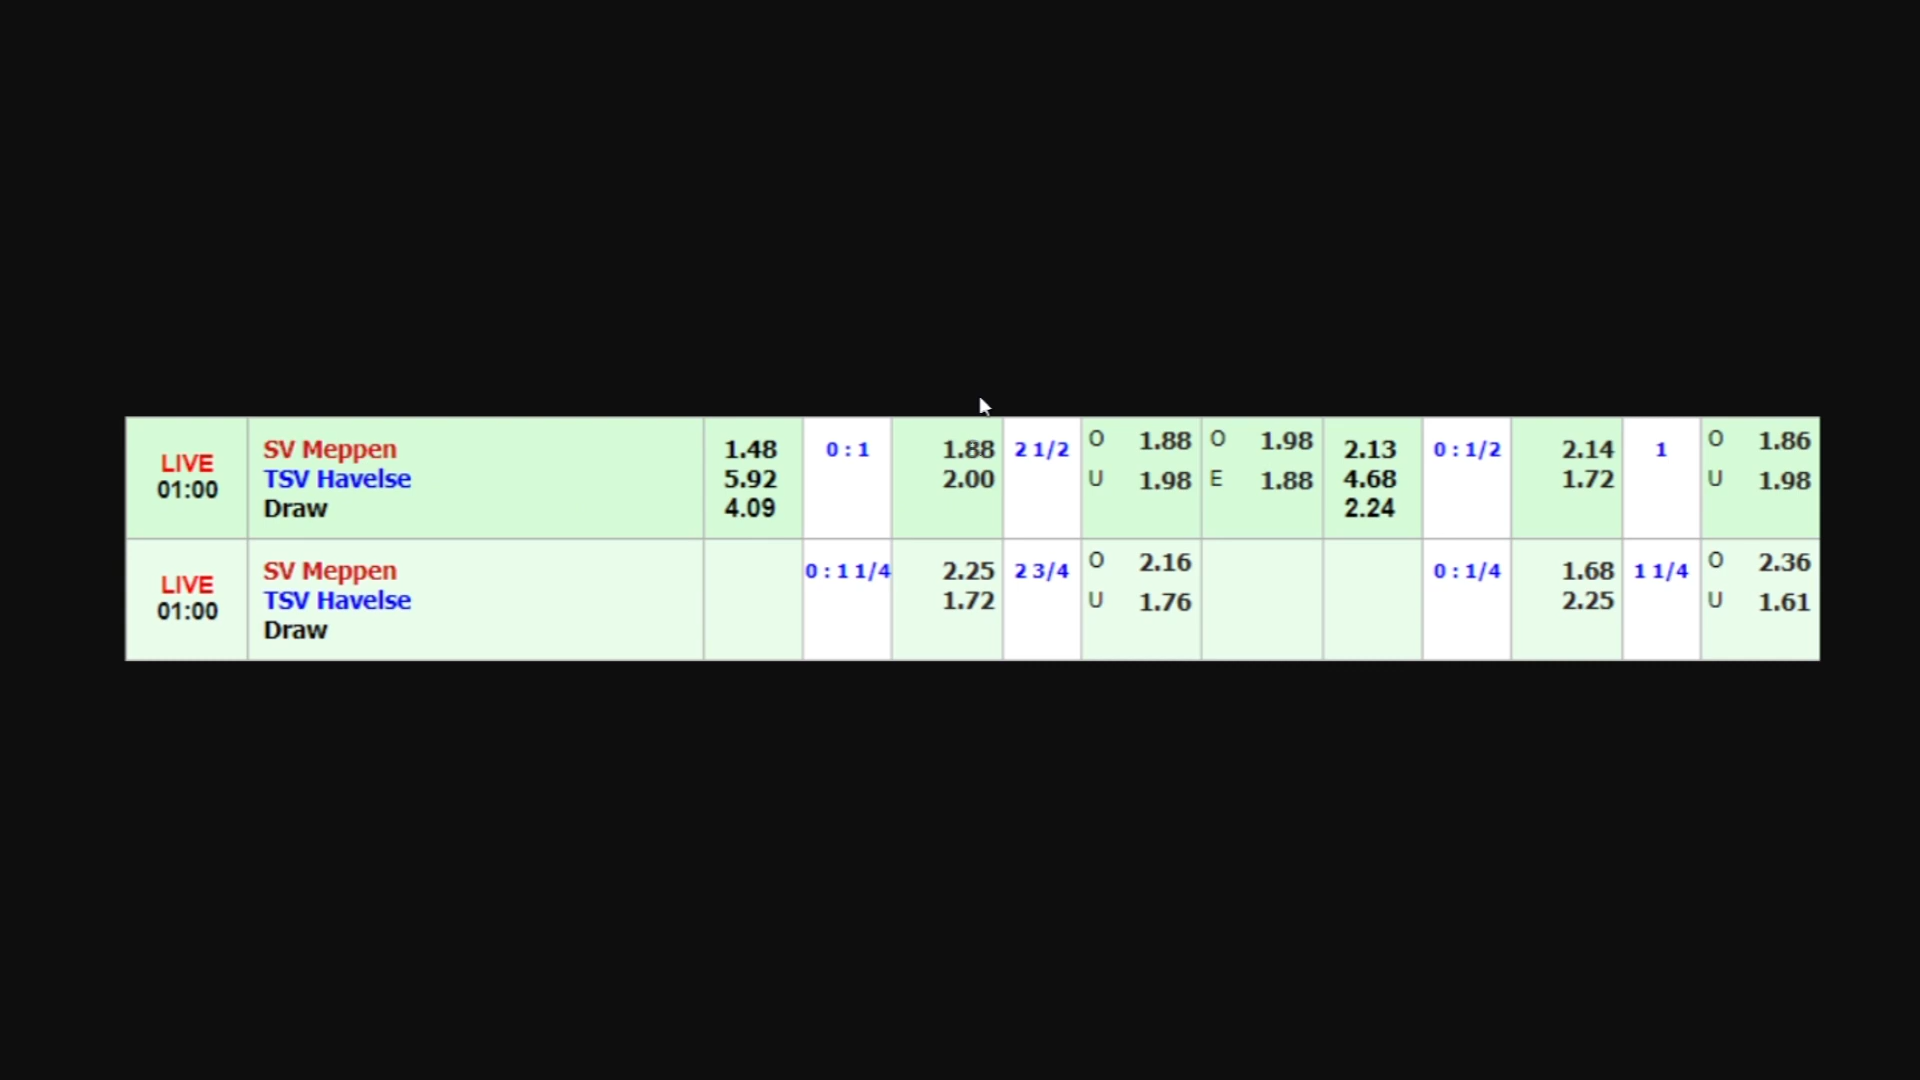 LIVE 01:00 SV Meppen 1.48 0 : 1 1.88 2 1/2 O 1.88 O 1.98 2.13 0 : 1/2 2.14 1 O 1.86
TSV Havelse 5.92 2.00 U 1.98 E 1.88 4.68 1.72 U 1.98
Draw 4.09 2.24
LIVE 01:00 SV Meppen 0 : 1 1/4 2.25 2 3/4 O 2.16 0 : 1/4 1.68 1 1/4 O 2.36
TSV Havelse 1.72 U 1.76 2.25 U 1.61
Draw